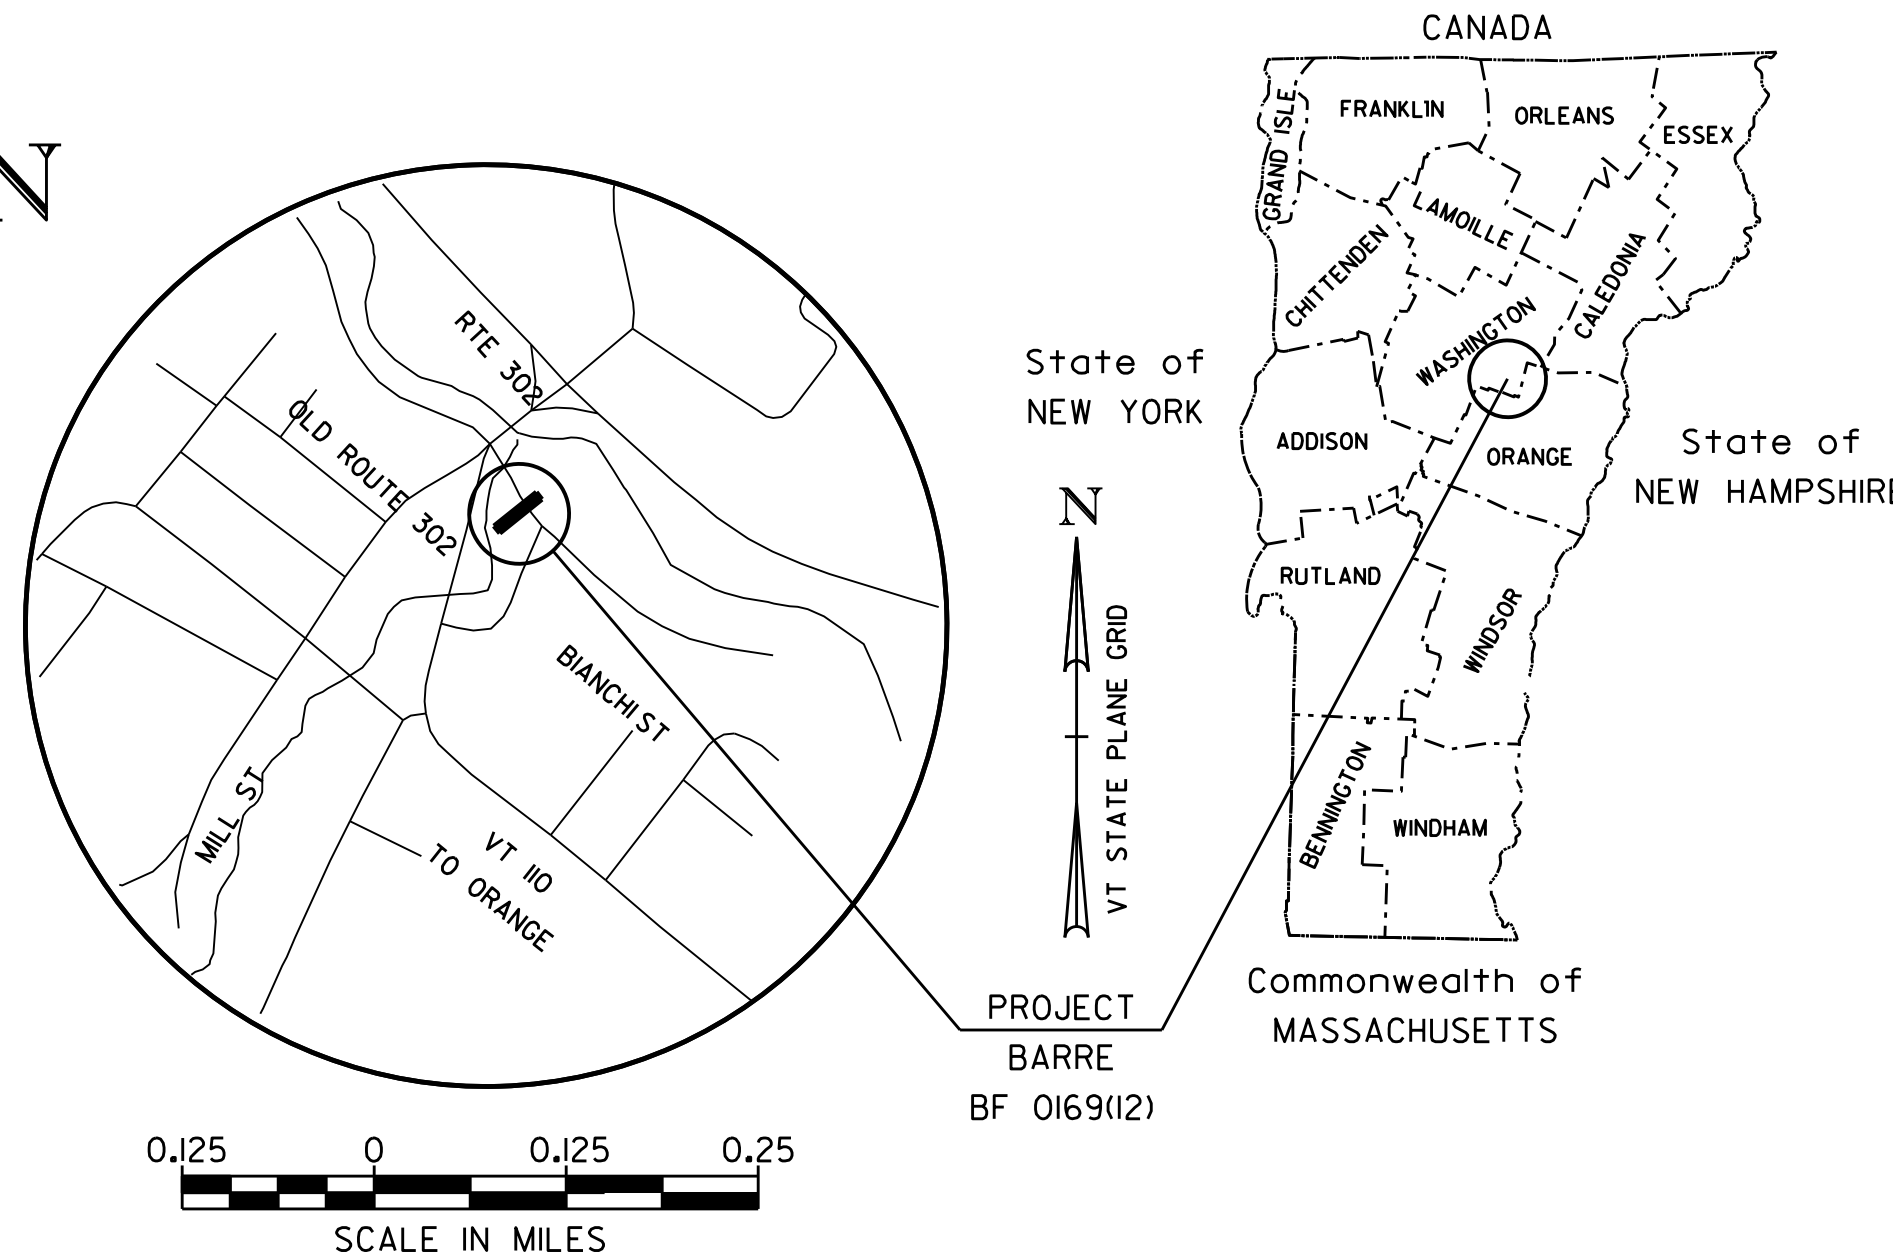 CANADA
FRANKLIN
ORLEANS
ESSEX
GRAND ISLE
LAMOILLE
CHITTENDEN
CALEDONIA
WASHINGTON
State of
NEW YORK
ADDISON
ORANGE
State of
NEW HAMPSHIRE
RUTLAND
WINDSOR
BENNINGTON
WINDHAM
Commonwealth of
MASSACHUSETTS
N
RTE 302
OLD ROUTE 302
BIANCHI ST
MILL ST
VT 110
TO ORANGE
N
VT STATE PLANE GRID
PROJECT
BARRE
BF 0169(12)
0.125 0 0.125 0.25
SCALE IN MILES